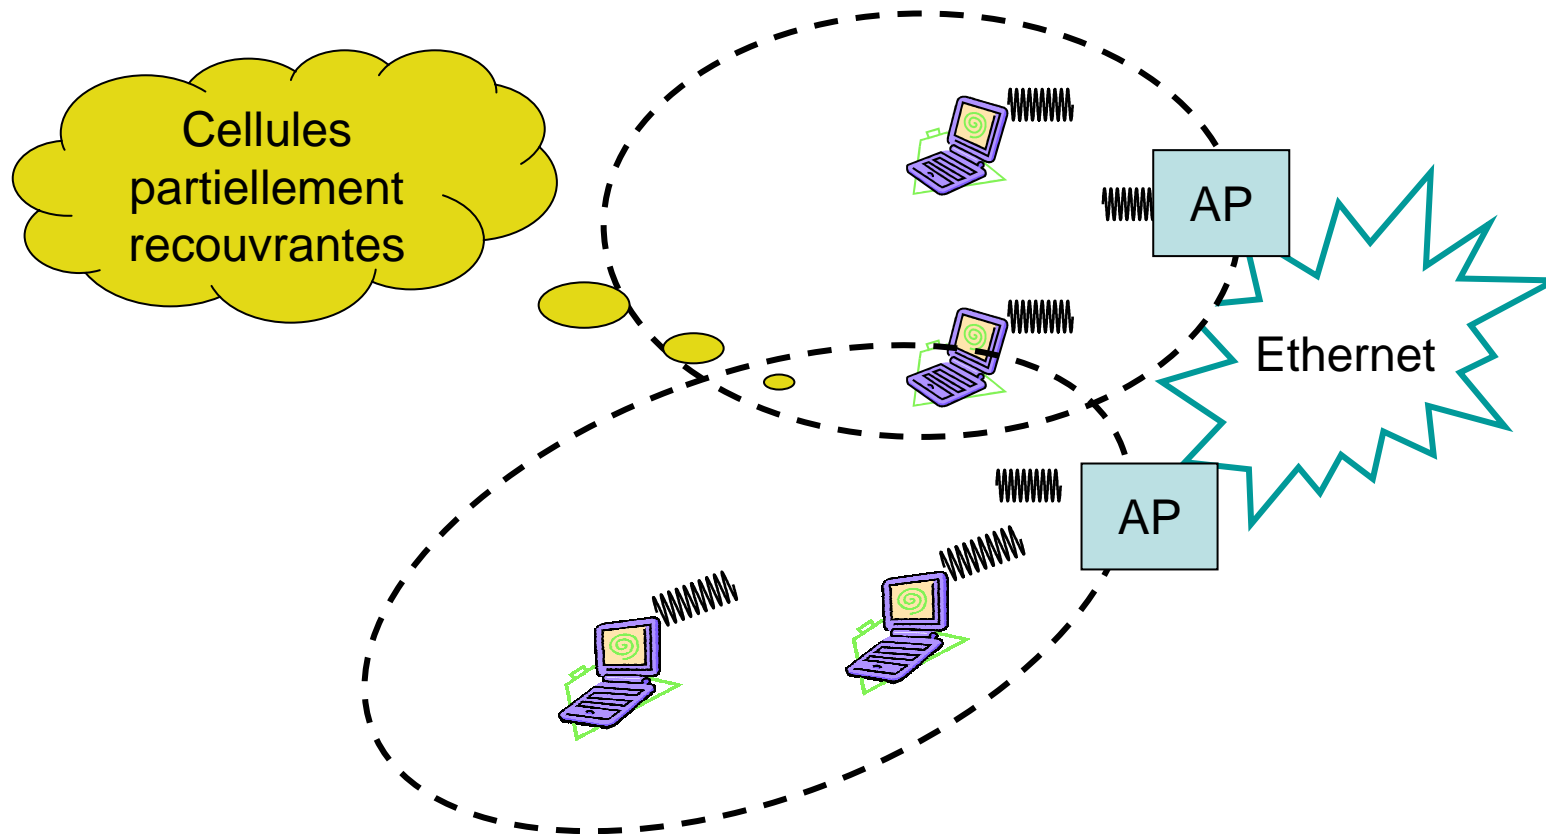 Cellules
partiellement
recouvrantes
AP
Ethernet
AP